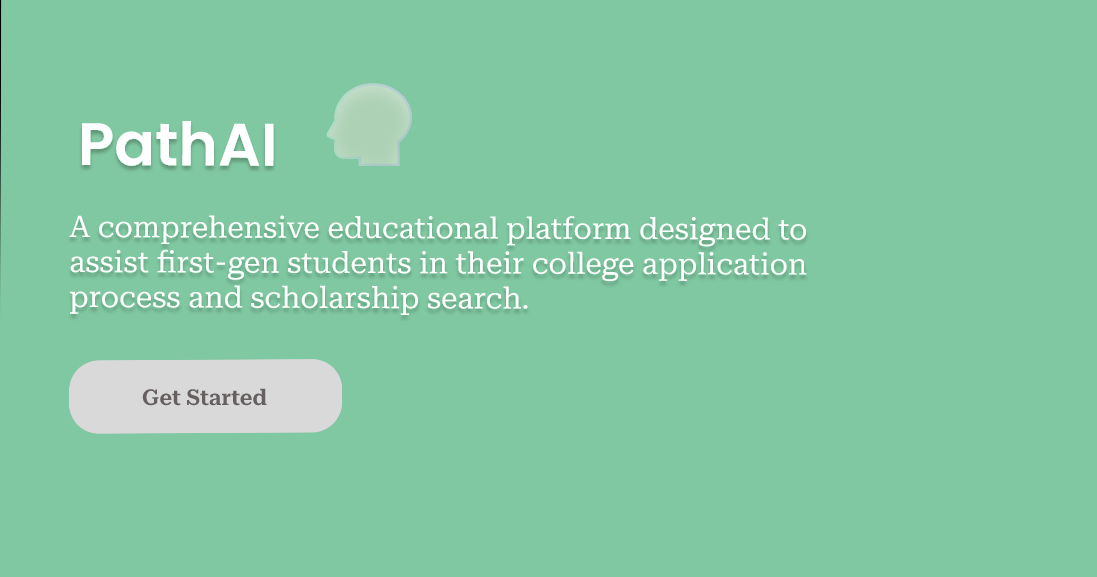 PathAI
A comprehensive educational platform designed to
assist first-gen students in their college application
process and scholarship search.
Get Started